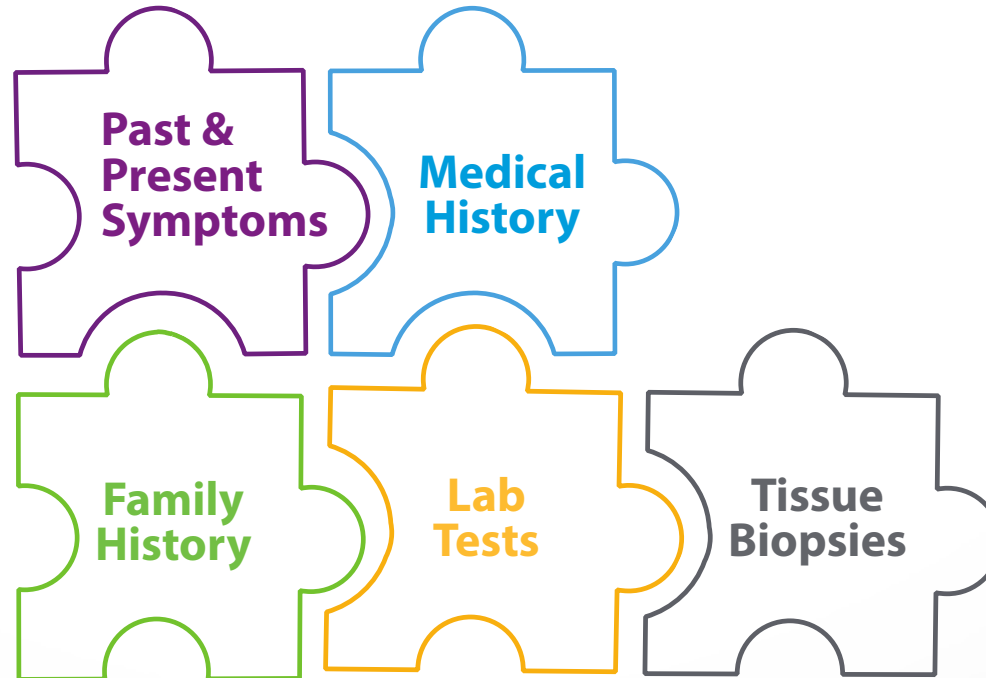 Past &
Present
Symptoms
Medical
History
Family
History
Lab
Tests
Tissue
Biopsies